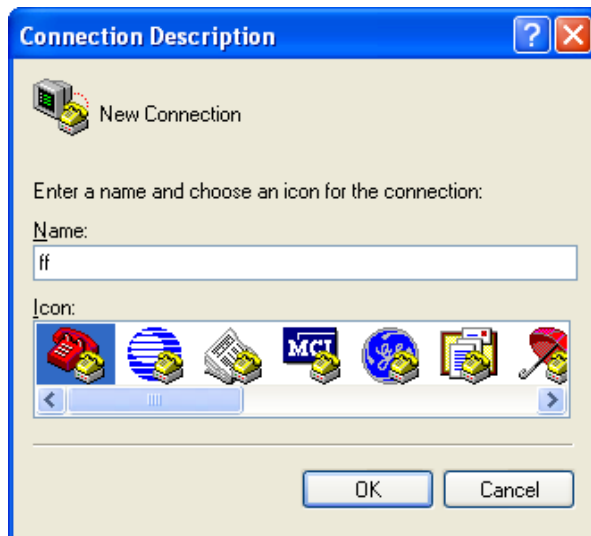 Connection Description
New Connection
Enter a name and choose an icon for the connection:
Name:
ff
Icon:
MCI
OK
Cancel